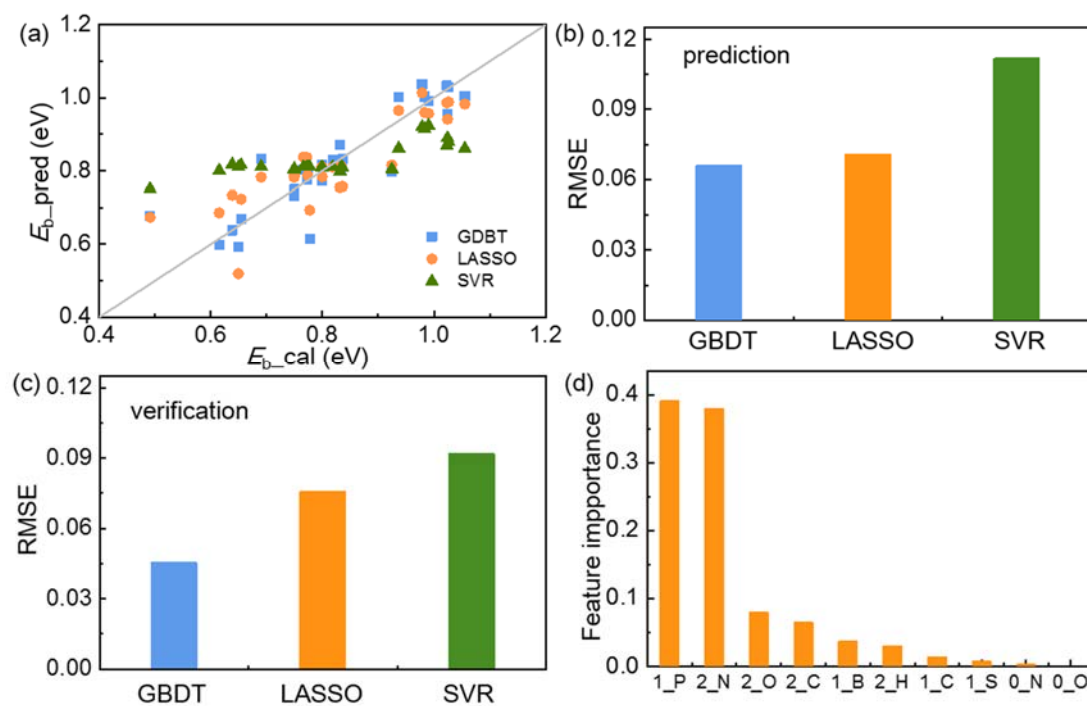 (a)
E_b_pred (eV)
1.2
1.0
0.8
0.6
0.4
0.4 0.6 0.8 1.0 1.2
E_b_cal (eV)
GDBT
LASSO
SVR
(b)
prediction
RMSE
0.12
0.09
0.06
0.03
0.00
GBDT LASSO SVR
(c)
verification
RMSE
0.12
0.09
0.06
0.03
0.00
GBDT LASSO SVR
(d)
Feature impportance
0.4
0.3
0.2
0.1
0.0
1_P 2_N 2_O 2_C 1_B 2_H 1_C 1_S 0_N 0_O